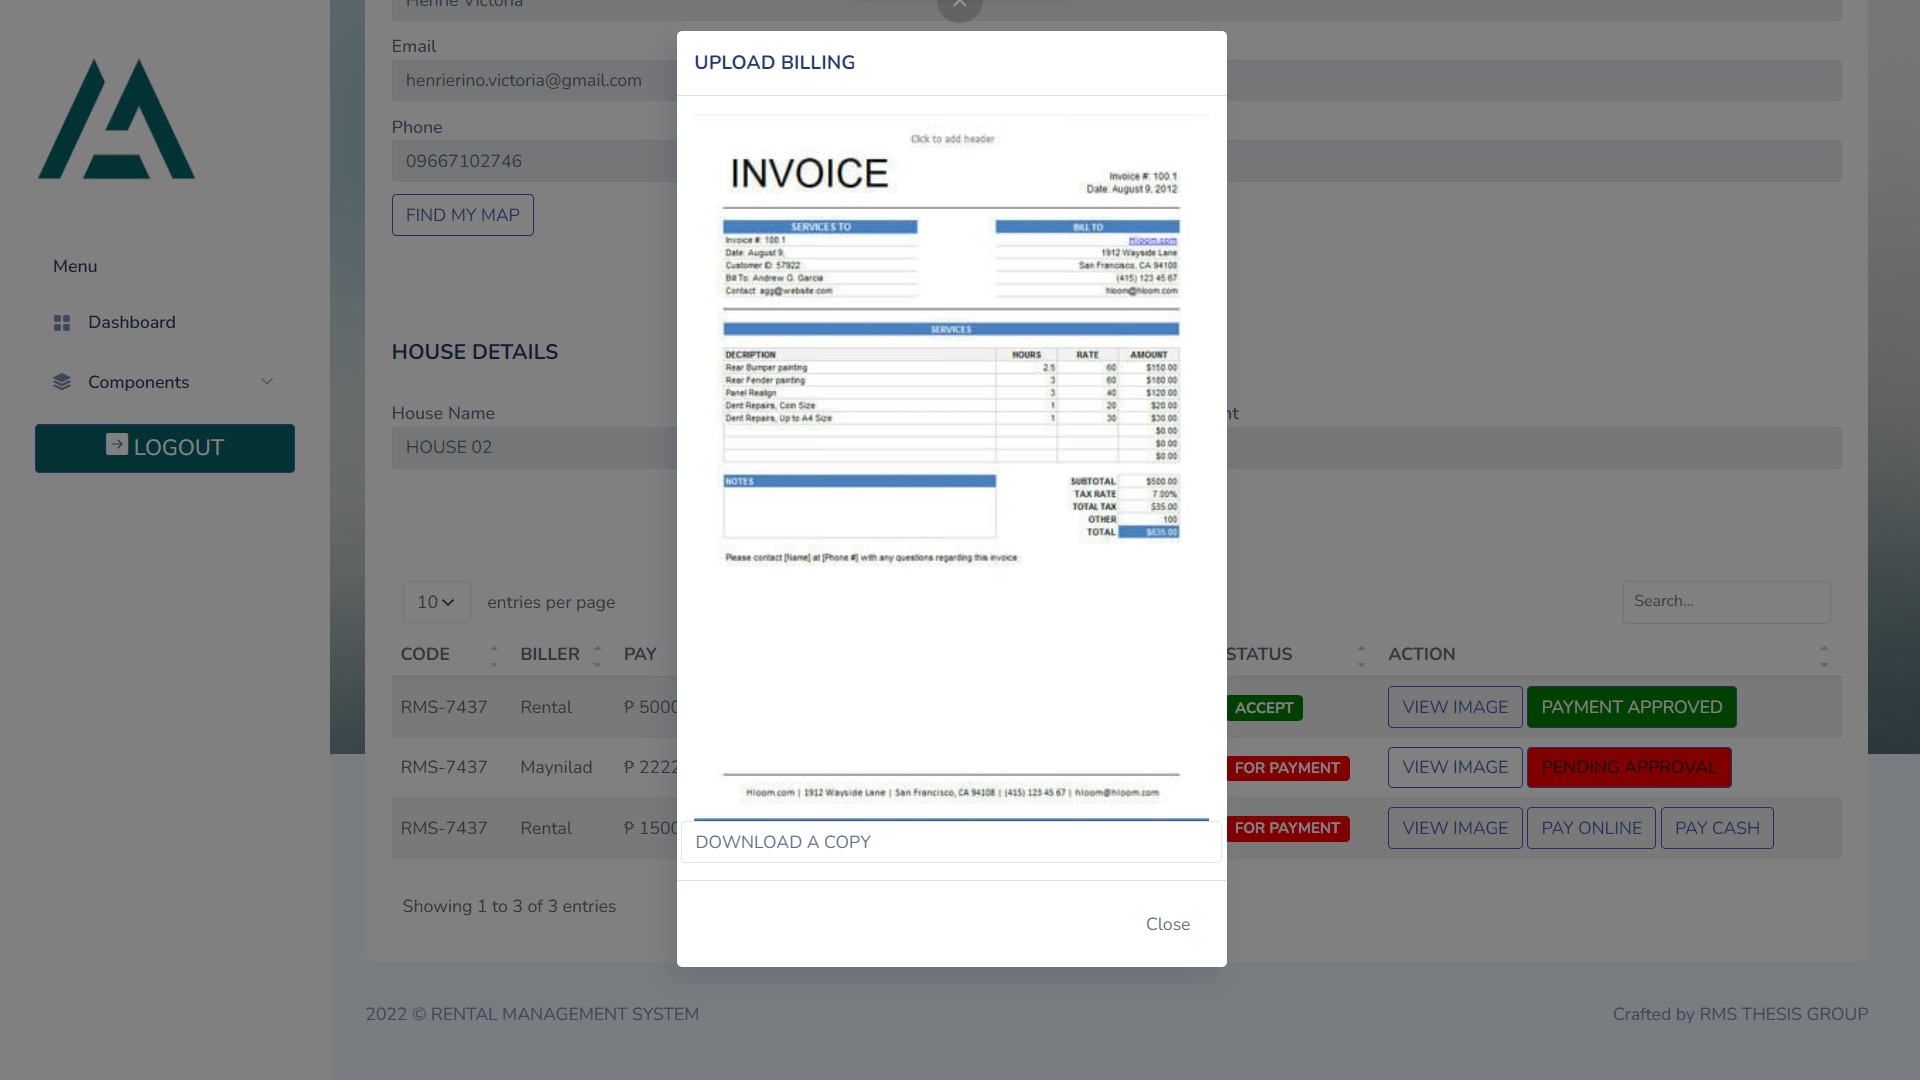 Henrie Victoria
Email
henrierino.victoria@gmail.com
Phone
09667102746
FIND MY MAP
Menu
Dashboard
Components
LOGOUT
HOUSE DETAILS
House Name
HOUSE 02
nt
10
entries per page
Search...
CODE BILLER PAY STATUS ACTION
RMS-7437 Rental ₱ 5000 ACCEPT VIEW IMAGE PAYMENT APPROVED
RMS-7437 Maynilad ₱ 2222 FOR PAYMENT VIEW IMAGE PENDING APPROVAL
RMS-7437 Rental ₱ 1500 FOR PAYMENT VIEW IMAGE PAY ONLINE PAY CASH
Showing 1 to 3 of 3 entries
2022 © RENTAL MANAGEMENT SYSTEM
Crafted by RMS THESIS GROUP
UPLOAD BILLING
Click to add header
INVOICE
Invoice #: 100.1
Date: August 9, 2012
SERVICES TO
Invoice #: 100.1
Date: August 9,
Customer ID: 57922
Bill To: Andrew G. Garcia
Contact: agg@website.com
BILL TO
Hloom.com
1912 Wayside Lane
San Francisco, CA 94108
(415) 123 45 67
hloom@hloom.com
SERVICES
DECRIPTION HOURS RATE AMOUNT
Rear Bumper painting 2.5 60 $150.00
Rear Fender painting 3 60 $180.00
Panel Realign 3 40 $120.00
Dent Repairs, Coin Size 1 20 $20.00
Dent Repairs, Up to A4 Size 1 30 $30.00
$0.00
$0.00
$0.00
NOTES
SUBTOTAL $500.00
TAX RATE 7.00%
TOTAL TAX $35.00
OTHER 100
TOTAL $635.00
Please contact [Name] at [Phone #] with any questions regarding this invoice
Hloom.com | 1912 Wayside Lane | San Francisco, CA 94108 | (415) 123 45 67 | hloom@hloom.com
DOWNLOAD A COPY
Close